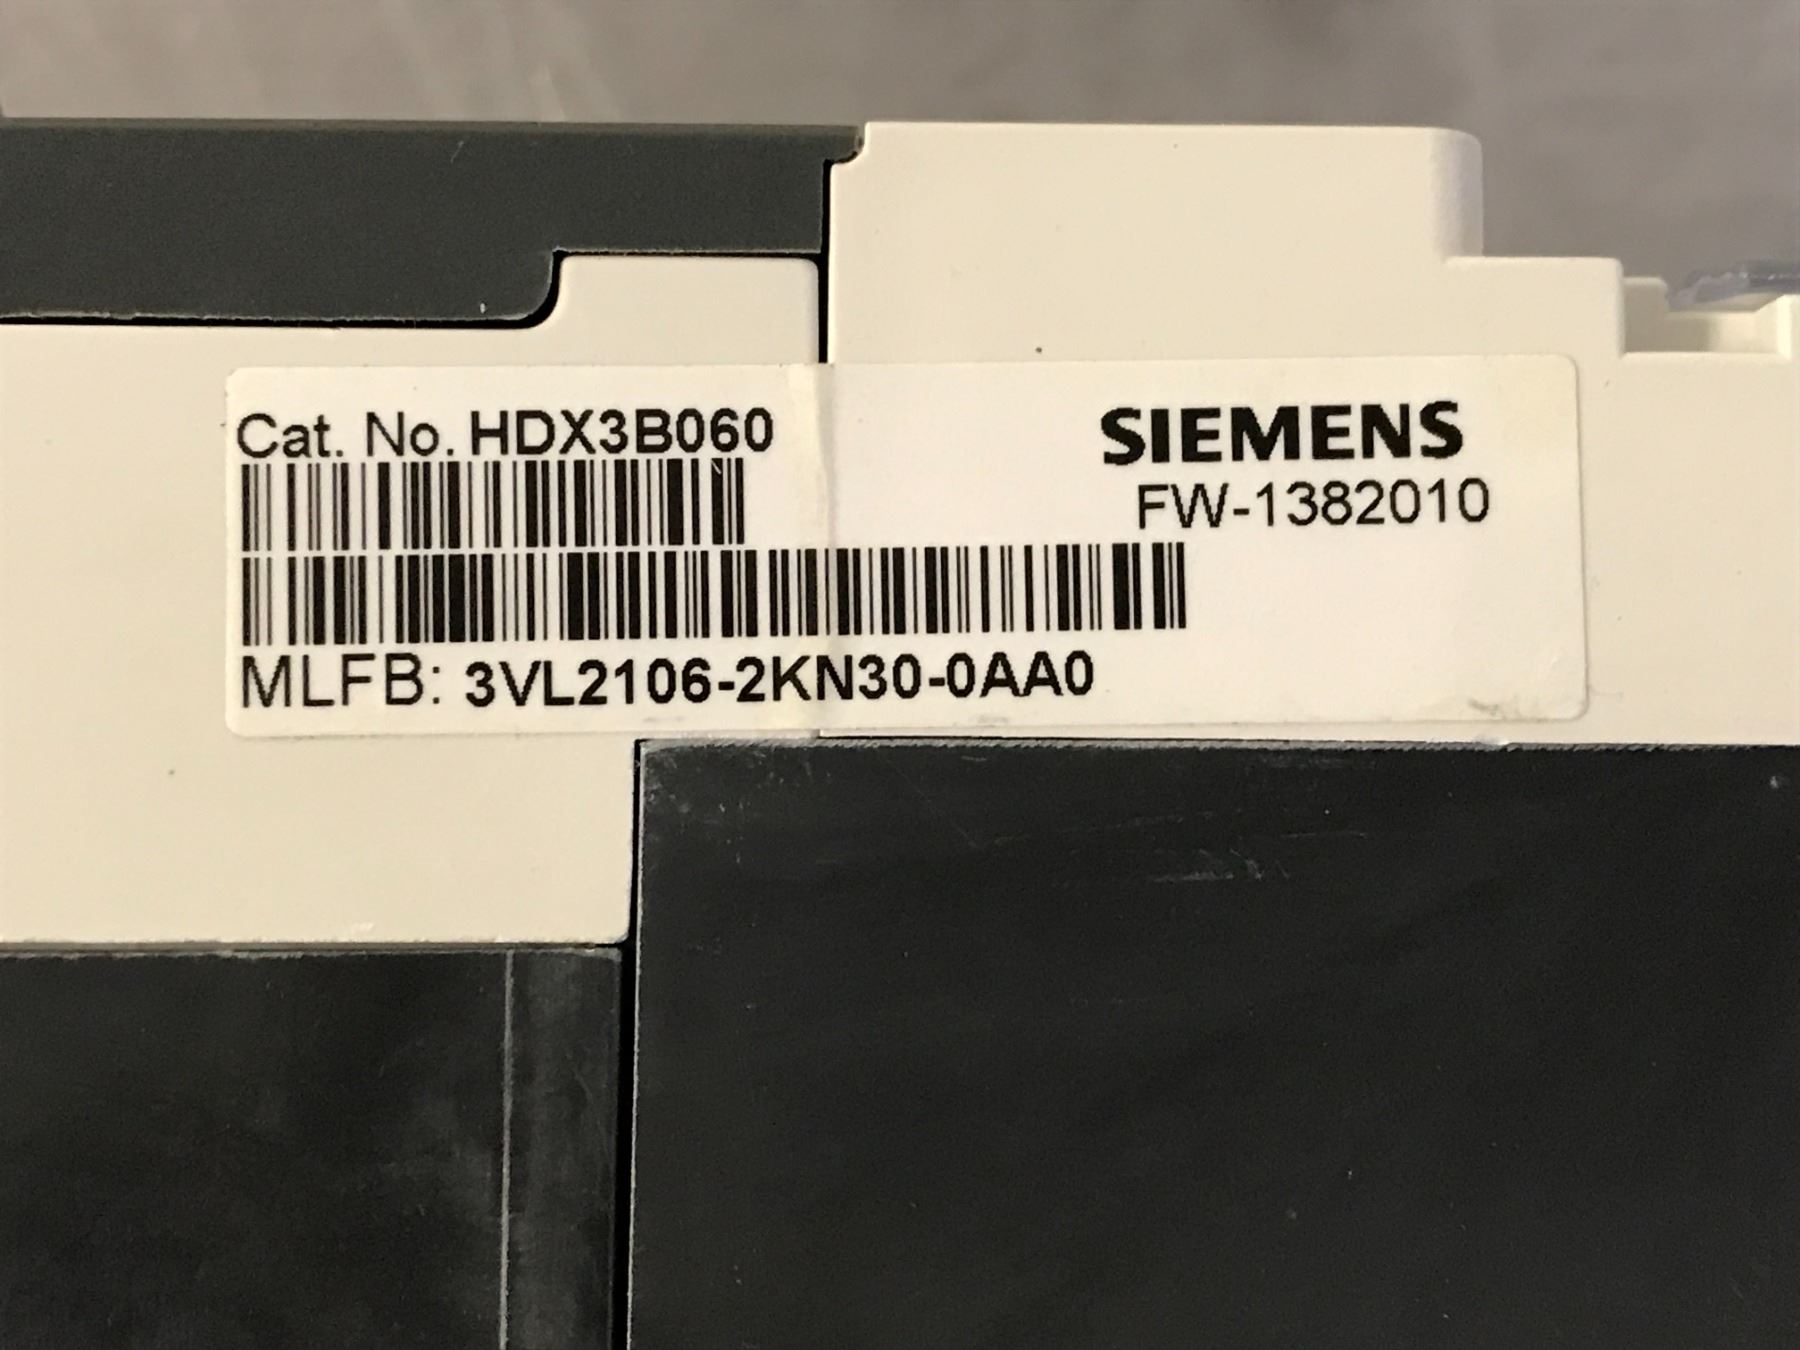 Cat. No. HDX3B060
SIEMENS
FW-1382010
MLFB: 3VL2106-2KN30-0AA0